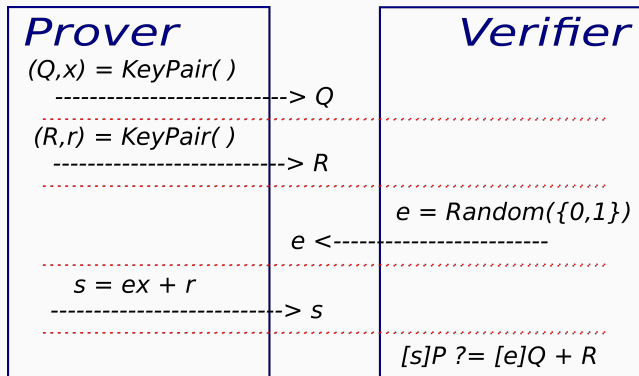 Prover
Verifier
(Q,x) = KeyPair( )
---------------------------> Q
(R,r) = KeyPair( )
---------------------------> R
e = Random({0,1})
e <-------------------------
s = ex + r
---------------------------> s
[s]P ?= [e]Q + R